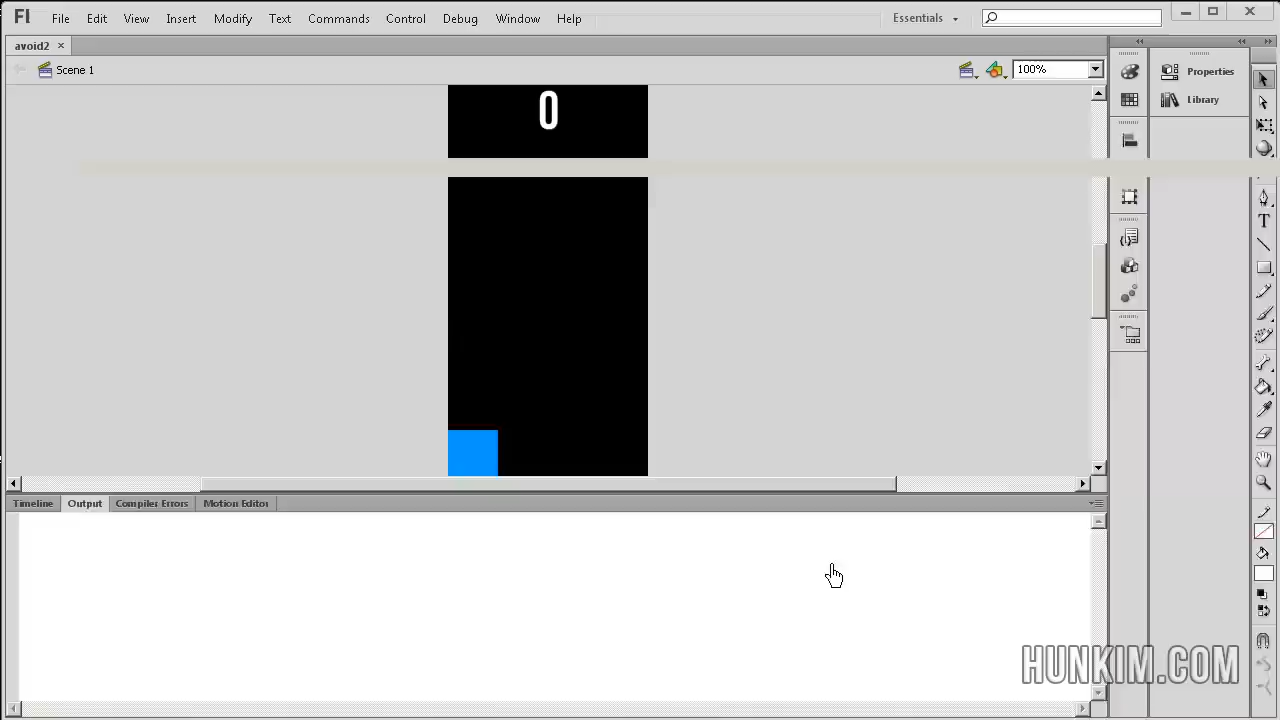 Fl File Edit View Insert Modify Text Commands Control Debug Window Help Essentials
avoid2
Scene 1 100%
Properties
Library
0
Timeline Output Compiler Errors Motion Editor
HUNKIM.COM